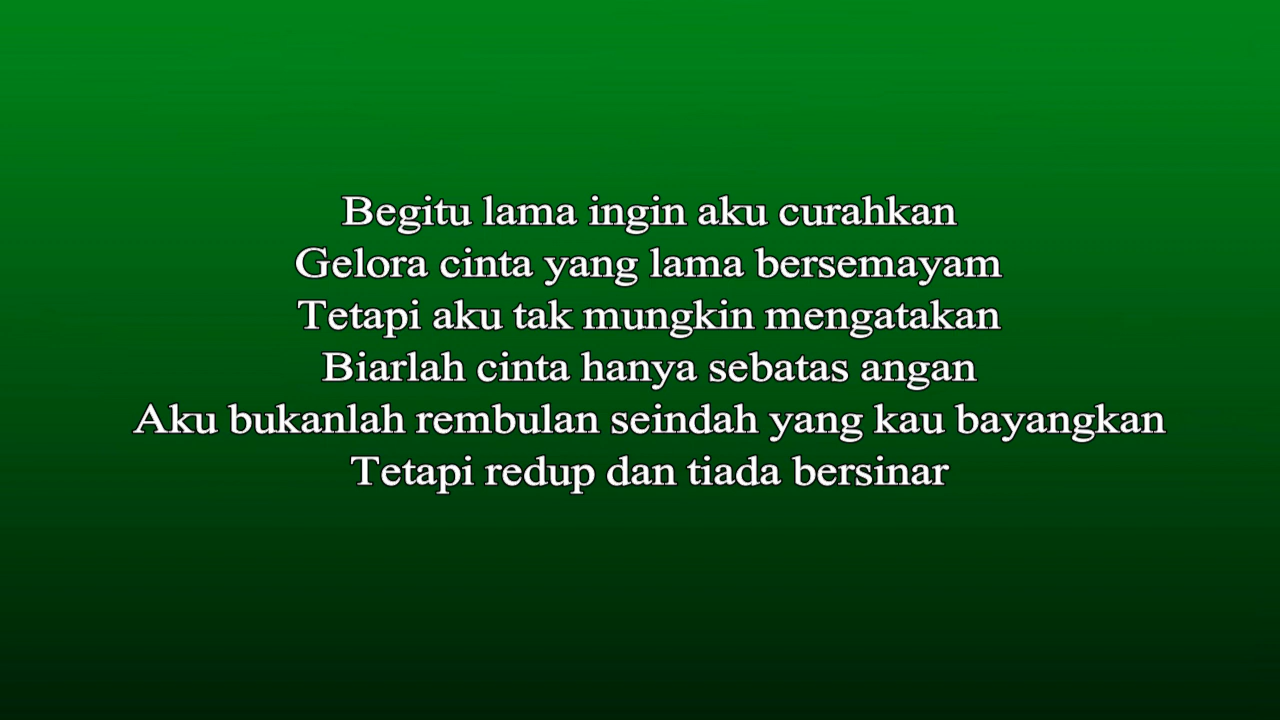 Begitu lama ingin aku curahkan
Gelora cinta yang lama bersemayam
Tetapi aku tak mungkin mengatakan
Biarlah cinta hanya sebatas angan
Aku bukanlah rembulan seindah yang kau bayangkan
Tetapi redup dan tiada bersinar